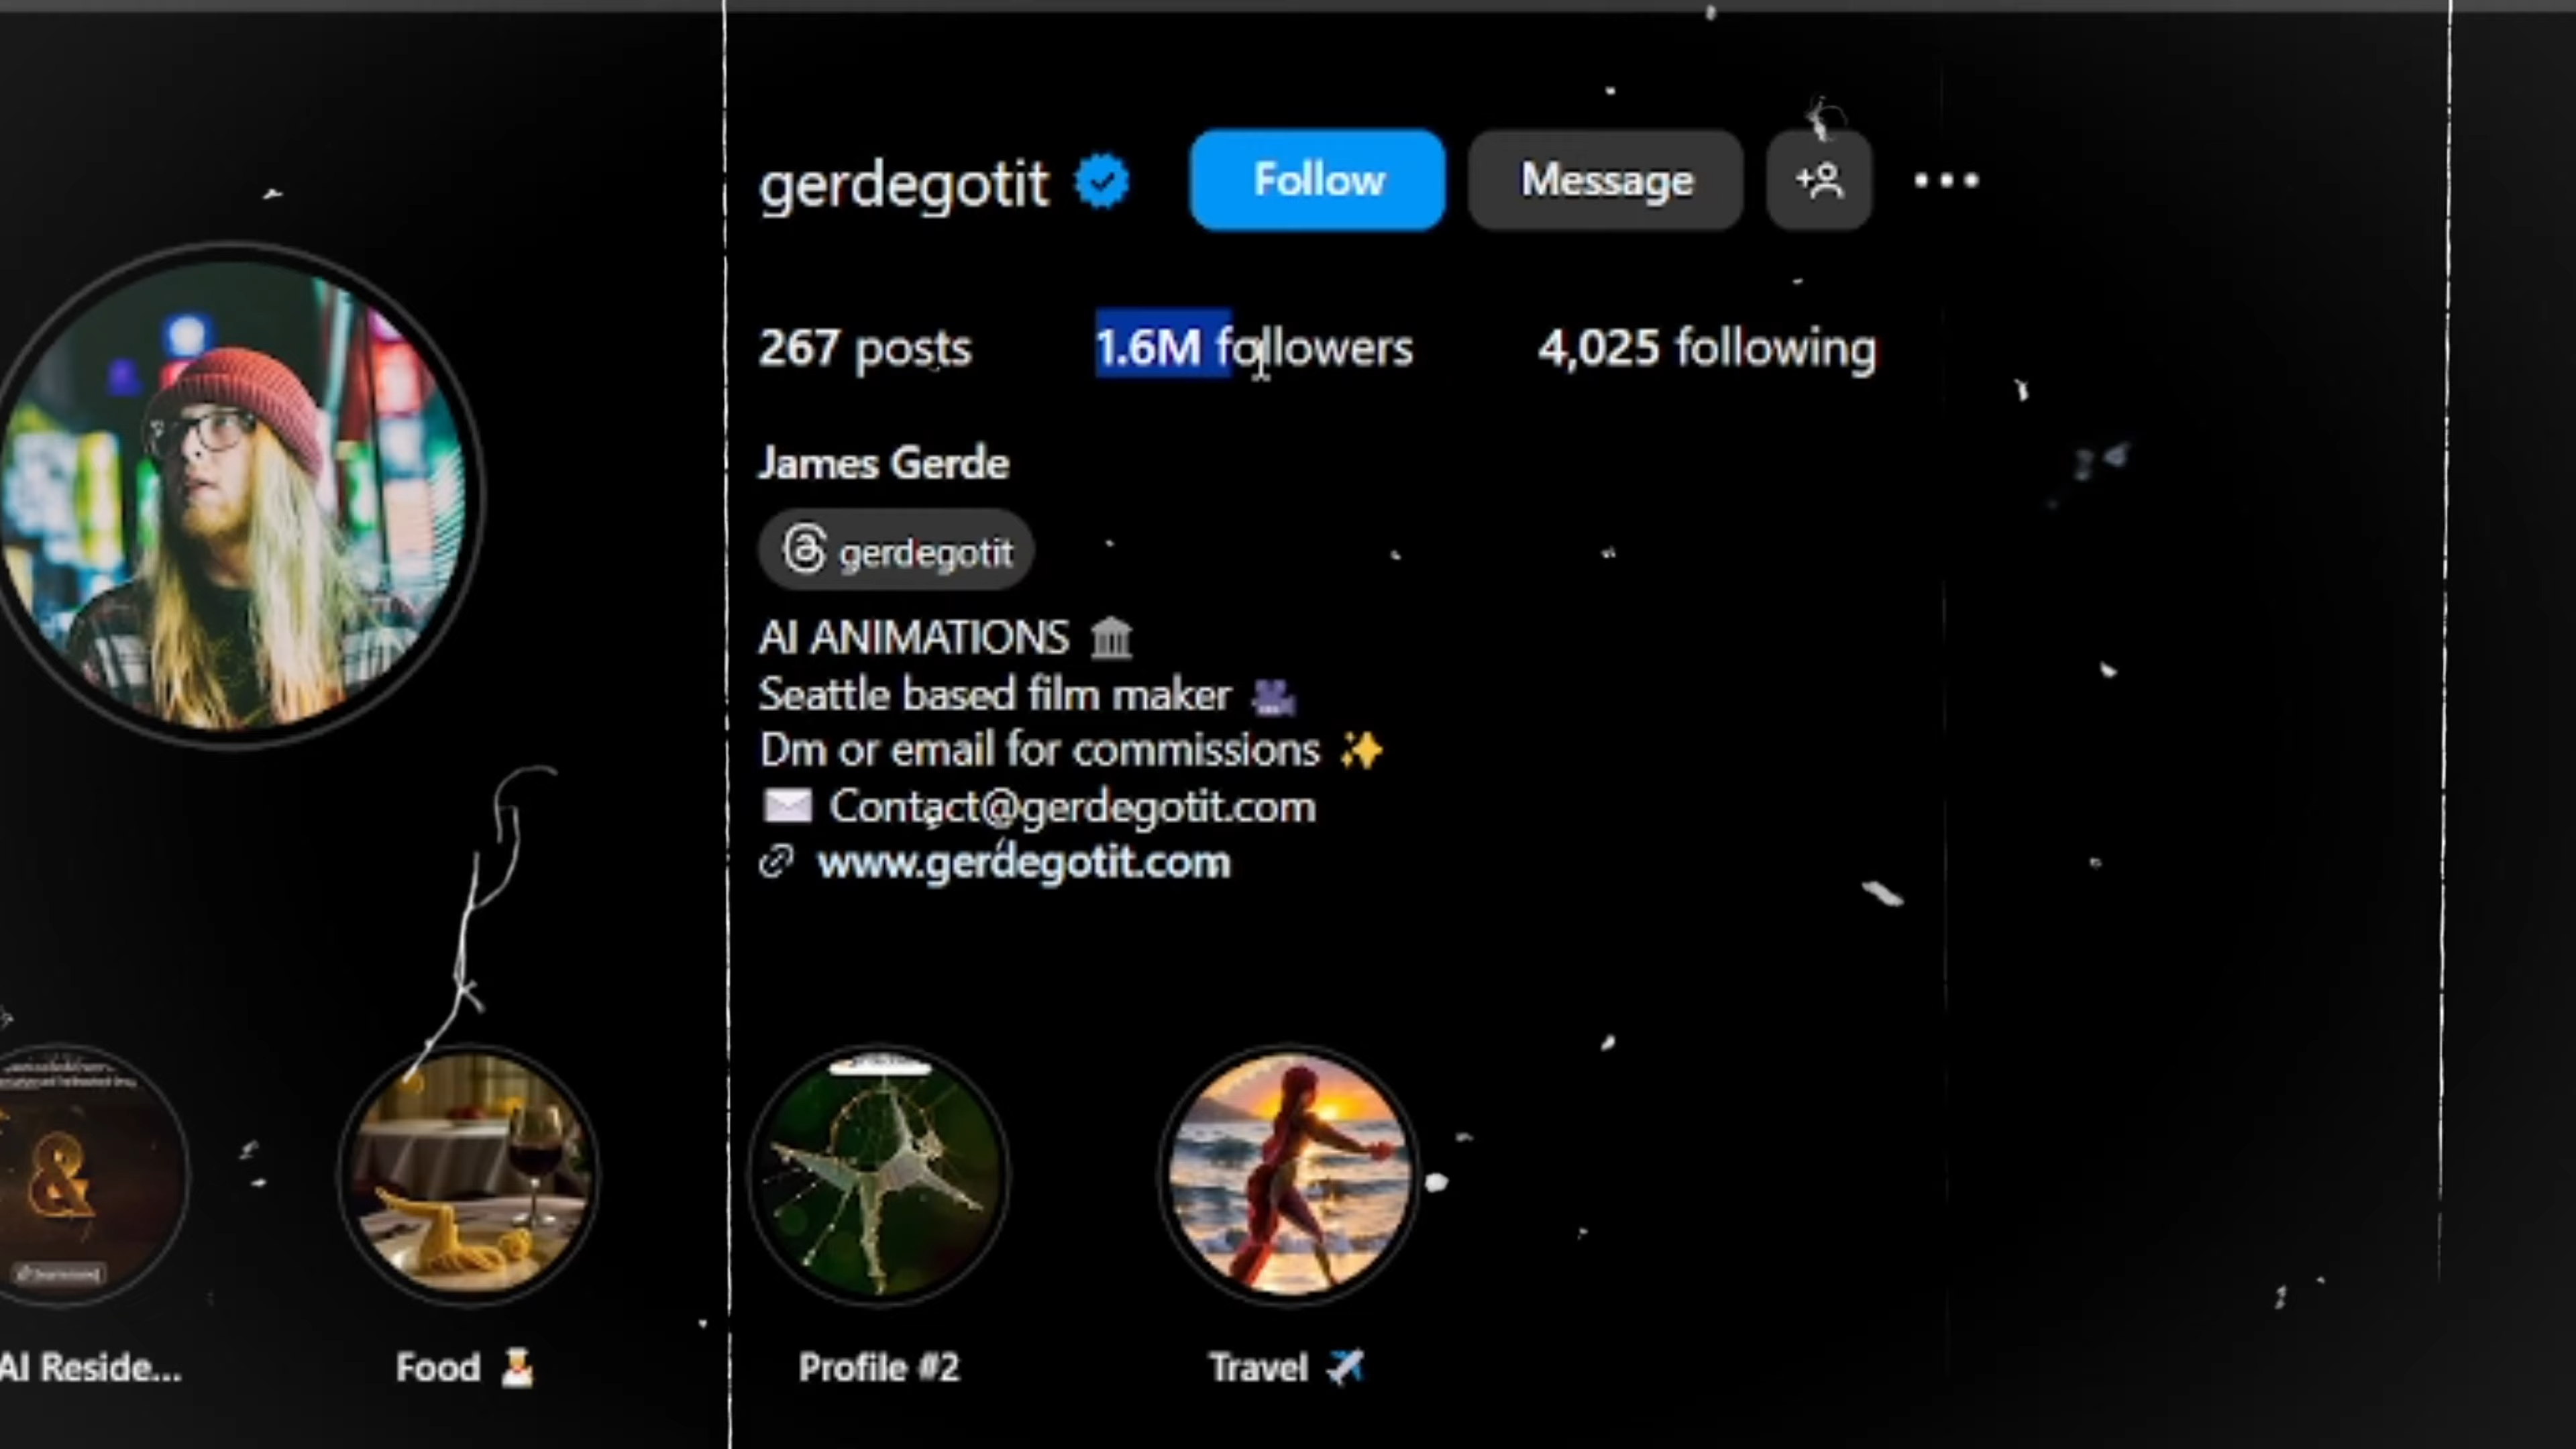 gerdegotit Follow Message
267 posts 1.6M followers 4,025 following
James Gerde
gerdegotit
AI ANIMATIONS 🏛️
Seattle based film maker 🎥
Dm or email for commissions ✨
✉️ Contact@gerdegotit.com
www.gerdegotit.com
&
AI Reside... Food 👨‍🍳 Profile #2 Travel ✈️